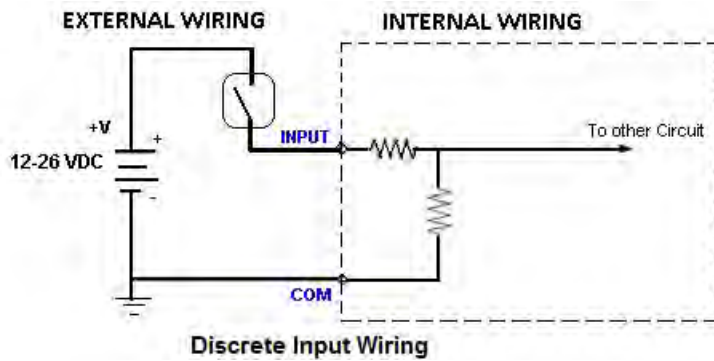 EXTERNAL WIRING
INTERNAL WIRING
+V
+
12-26 VDC
-
INPUT
To other Circuit
COM
Discrete Input Wiring